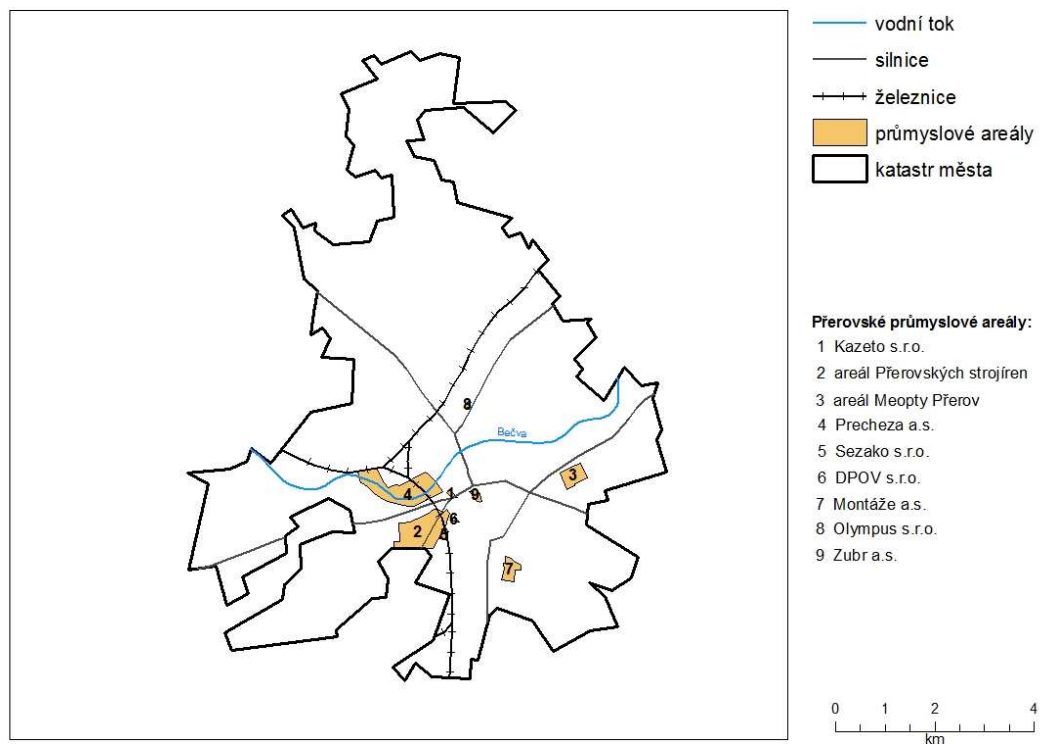 vodní tok
silnice
železnice
průmyslové areály
katastr města
8
Bečva
3
4
1
9
6
2
5
7
Přerovské průmyslové areály:
1 Kazeto s.r.o.
2 areál Přerovských strojíren
3 areál Meopty Přerov
4 Precheza a.s.
5 Sezako s.r.o.
6 DPOV s.r.o.
7 Montáže a.s.
8 Olympus s.r.o.
9 Zubr a.s.
0 1 2 4
km